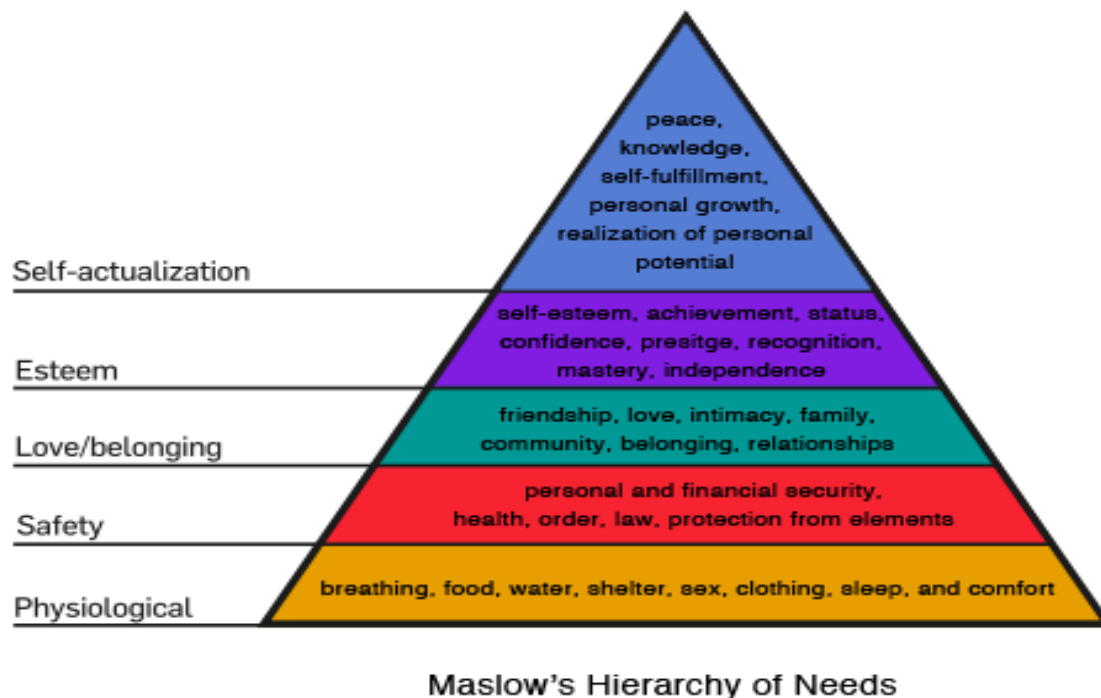 peace,
knowledge,
self-fulfillment,
personal growth,
realization of personal
potential
Self-actualization
self-esteem, achievement, status,
confidence, presitge, recognition,
mastery, independence
Esteem
friendship, love, intimacy, family,
community, belonging, relationships
Love/belonging
personal and financial security,
health, order, law, protection from elements
Safety
breathing, food, water, shelter, sex, clothing, sleep, and comfort
Physiological
Maslow's Hierarchy of Needs